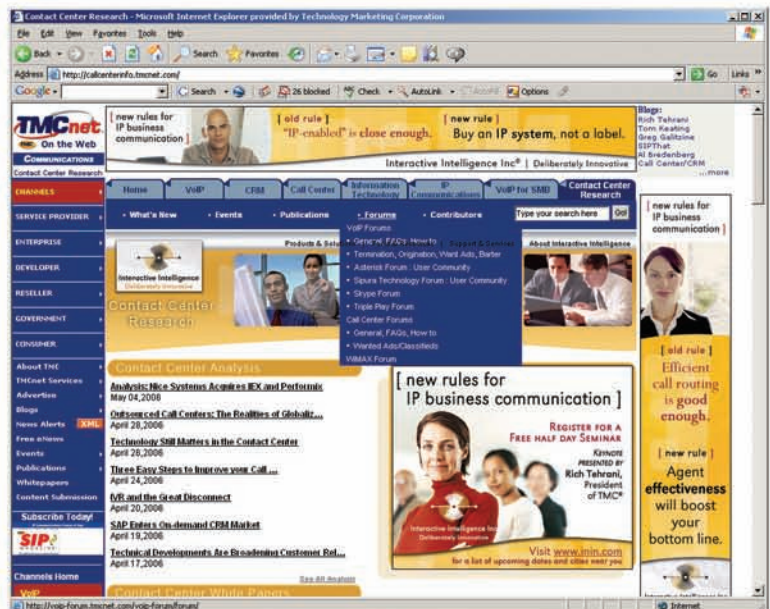 Contact Center Research - Microsoft Internet Explorer provided by Technology Marketing Corporation
File Edit View Favorites Tools Help
Back Search Favorites
Address http://callcenterinfo.tmcnet.com/ Go Links »
Google Search 26 blocked Check AutoLink Options
TMCnet
On the Web
COMMUNICATIONS
Contact Center Research
[ new rules for
IP business
communication ]
[ old rule ]
"IP-enabled" is close enough.
[ new rule ]
Buy an IP system, not a label.
Interactive Intelligence Inc® | Deliberately Innovative
Blogs:
Rich Tehrani
Tom Keating
Greg Galitzine
SIPThat
Al Bredenberg
Call Center/CRM
...more
Home
VoIP
CRM
Call Center
Information
Technology
IP
Communications
VoIP for SMB
Contact Center
Research
• What's New
• Events
• Publications
• Forums
• Contributors
Type your search here Go!
CHANNELS
SERVICE PROVIDER
ENTERPRISE
DEVELOPER
RESELLER
GOVERNMENT
CONSUMER
About TMC
TMCnet Services
Advertise
Blogs
News Alerts XML
Free eNews
Events
Publications
Whitepapers
Content Submission
Subscribe Today!
SIP
MAGAZINE
Channels Home
VoIP
VoIP Forums
• General, FAQs, How to
• Termination, Origination, Want Ads, Barter
• Asterisk Forum : User Community
• Sipura Technology Forum : User Community
• Skype Forum
• Triple Play Forum
Call Center Forums
• General, FAQs, How to
• Wanted Ads/Classifieds
WiMAX Forum
Products & Solu
Support & Services
About Interactive Intelligence
Interactive Intelligence
Deliberately Innovative
Contact Center
Research
Contact Center Analysis
Analysis: Nice Systems Acquires IEX and Performix
May 04,2006
Outsourced Call Centers: The Realities of Globaliz...
April 28,2006
Technology Still Matters in the Contact Center
April 26,2006
Three Easy Steps to Improve your Call ...
April 24,2006
IVR and the Great Disconnect
April 20,2006
SAP Enters On-demand CRM Market
April 19,2006
Technical Developments Are Broadening Customer Rel...
April 17,2006
See All Analysis
Contact Center White Papers
[ new rules for
IP business communication ]
REGISTER FOR A
FREE HALF DAY SEMINAR
KEYNOTE
PRESENTED BY
Rich Tehrani,
President
of TMC®
Interactive Intelligence Inc
Deliberately Innovative
Visit www.inin.com
for a list of upcoming dates and cities near you
[ new rules for
IP business
communication ]
[ old rule ]
Efficient
call routing
is good
enough.
[ new rule ]
Agent
effectiveness
will boost
your
bottom line.
http://voip-forum.tmcnet.com/voip-forum/forum/
Internet